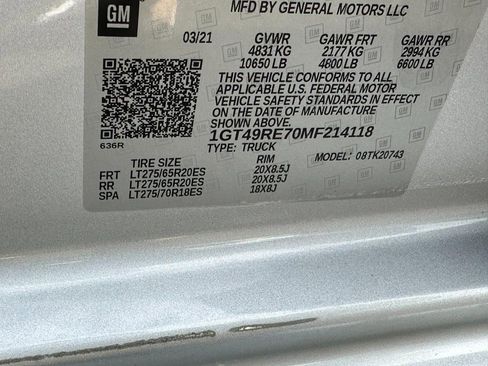 GM
MFD BY GENERAL MOTORS LLC
03/21 GVWR GAWR FRT GAWR RR
4831 KG 2177 KG 2994 KG
10650 LB 4800 LB 6600 LB
THIS VEHICLE CONFORMS TO ALL
APPLICABLE U.S. FEDERAL MOTOR
VEHICLE SAFETY STANDARDS IN EFFECT
ON THE DATE OF MANUFACTURE
SHOWN ABOVE.
1GT49RE70MF214118
636R TYPE: TRUCK MODEL: 08TK20743
TIRE SIZE RIM
FRT LT275/65R20ES 20X8.5J
RR LT275/65R20ES 20X8.5J
SPA LT275/70R18ES 18X8J